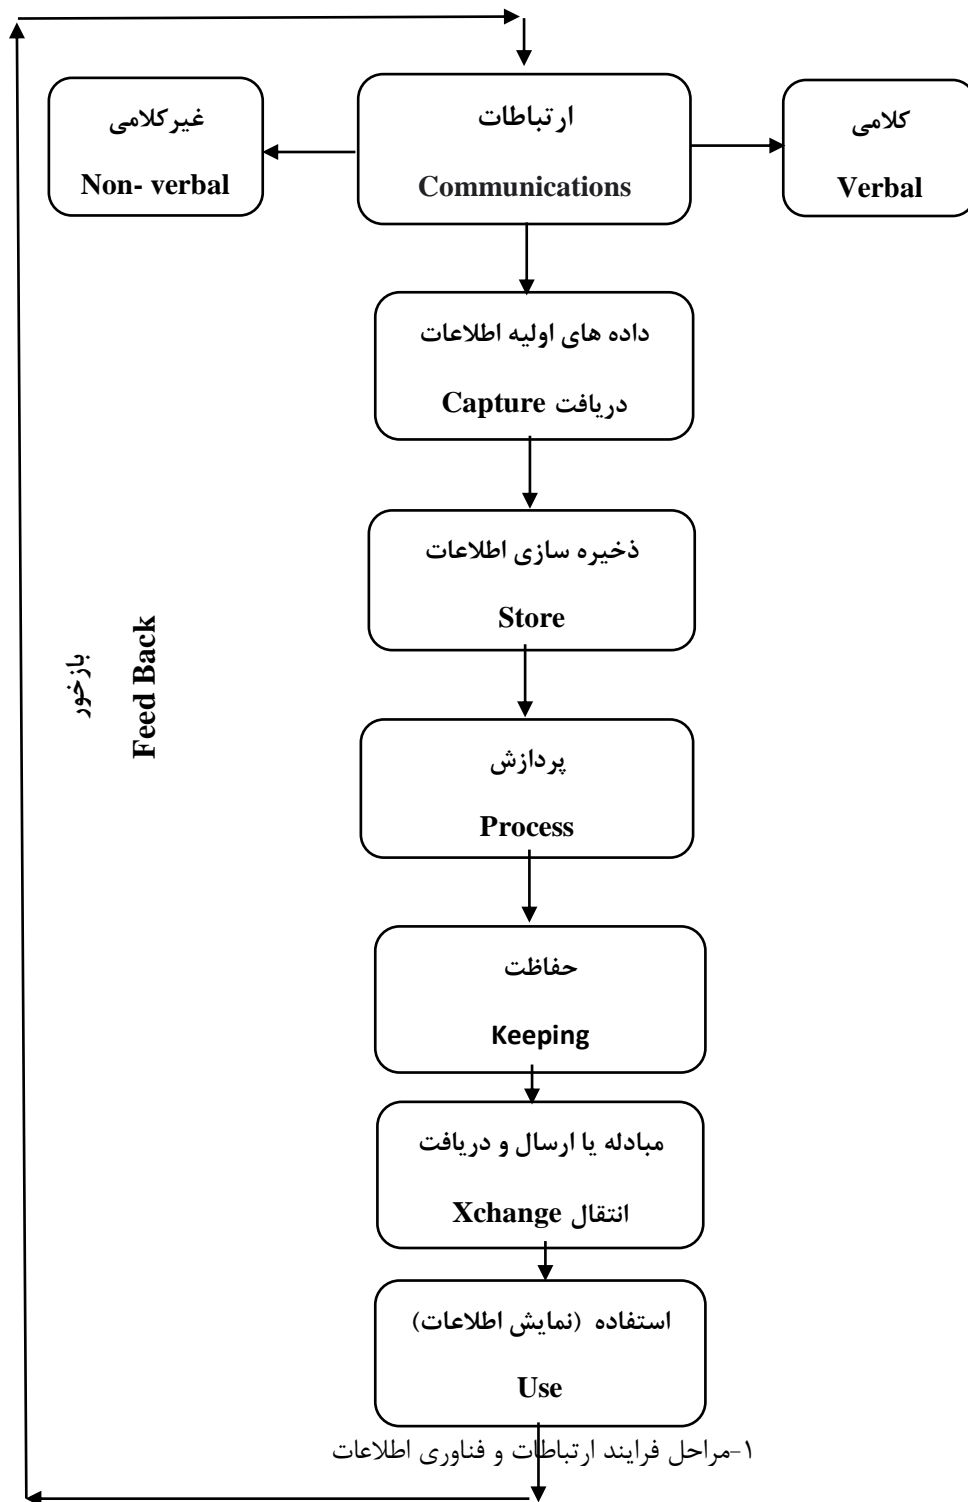 غیرکلامی
Non- verbal
ارتباطات
Communications
کلامی
Verbal
داده های اولیه اطلاعات
دریافت Capture
ذخیره سازی اطلاعات
Store
بازخور
Feed Back
پردازش
Process
حفاظت
Keeping
مبادله یا ارسال و دریافت
انتقال Xchange
استفاده (نمایش اطلاعات)
Use
۱-مراحل فرایند ارتباطات و فناوری اطلاعات